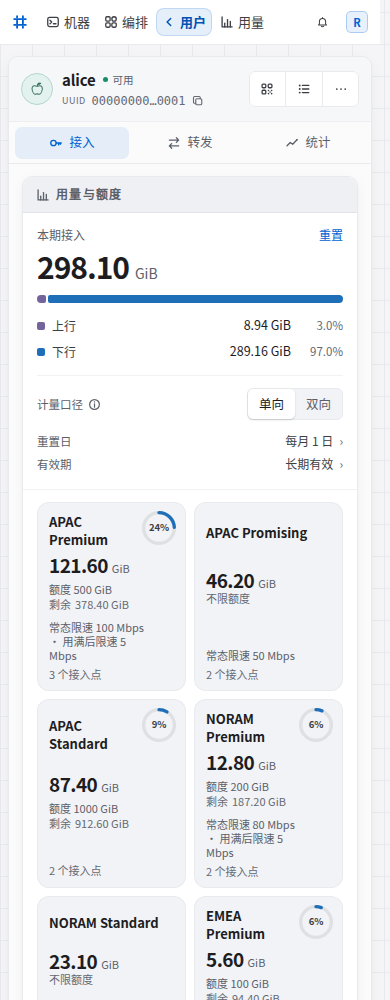 机器
编排
用户
用量
R
alice
可用
UUID 00000000…0001
接入
转发
统计
用量与额度
本期接入
重置
298.10 GiB
上行 8.94 GiB 3.0%
下行 289.16 GiB 97.0%
计量口径
单向
双向
重置日 每月 1 日 ›
有效期 长期有效 ›
APAC
Premium
24%
121.60 GiB
额度 500 GiB
剩余 378.40 GiB
常态限速 100 Mbps
· 用满后限速 5
Mbps
3 个接入点
APAC Promising
46.20 GiB
不限额度
常态限速 50 Mbps
2 个接入点
APAC
Standard
9%
87.40 GiB
额度 1000 GiB
剩余 912.60 GiB
2 个接入点
NORAM
Premium
6%
12.80 GiB
额度 200 GiB
剩余 187.20 GiB
常态限速 80 Mbps
· 用满后限速 5
Mbps
2 个接入点
NORAM Standard
23.10 GiB
不限额度
EMEA
Premium
6%
5.60 GiB
额度 100 GiB
剩余 94.40 GiB